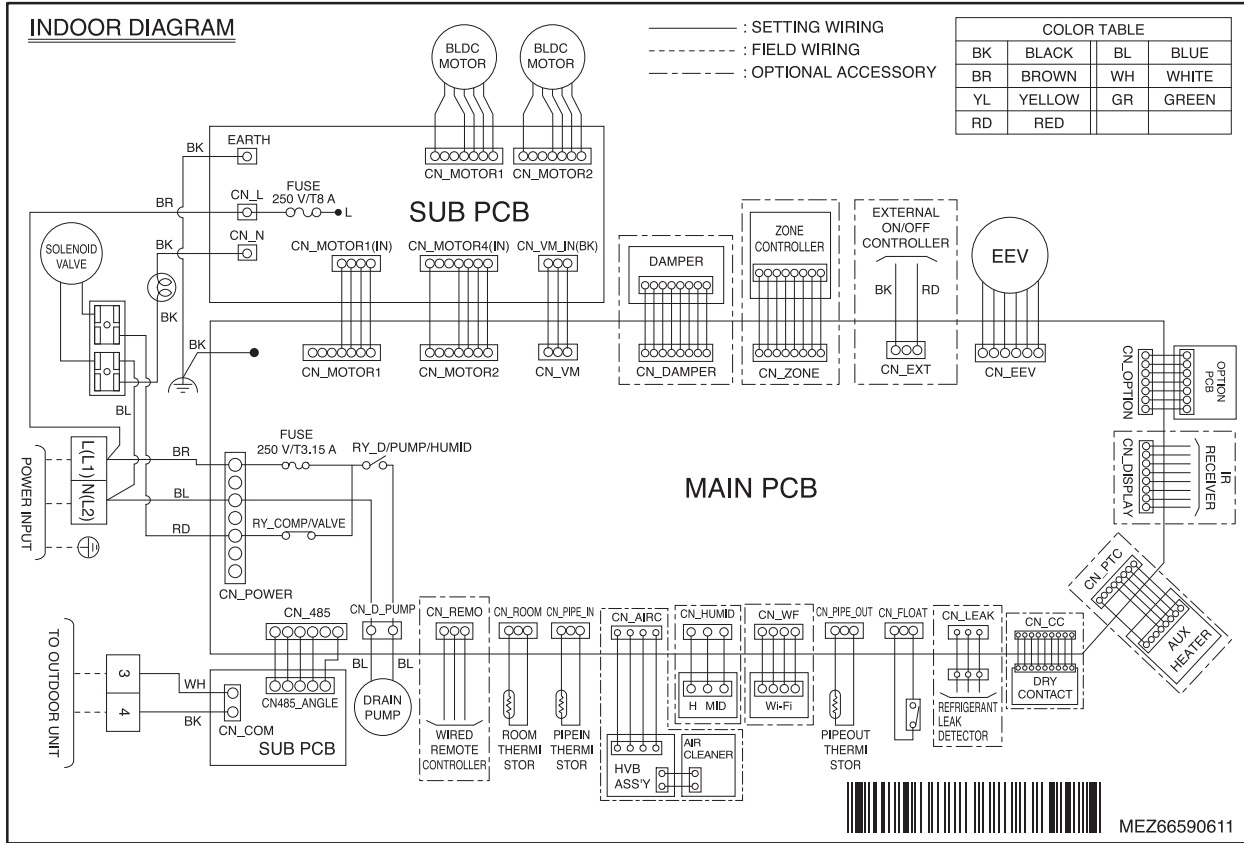 INDOOR DIAGRAM
: SETTING WIRING
: FIELD WIRING
: OPTIONAL ACCESSORY
COLOR TABLE
BK BLACK BL BLUE
BR BROWN WH WHITE
YL YELLOW GR GREEN
RD RED
BLDC
MOTOR
BLDC
MOTOR
CN_MOTOR1
CN_MOTOR2
BK
EARTH
BR
CN_L
FUSE
250 V/T8 A
L
SUB PCB
BK
CN_N
SOLENOID
VALVE
CN_MOTOR1(IN)
CN_MOTOR4(IN)
CN_VM_IN(BK)
DAMPER
ZONE
CONTROLLER
EXTERNAL
ON/OFF
CONTROLLER
BK
RD
EEV
BK
BK
BL
CN_MOTOR1
CN_MOTOR2
CN_VM
CN_DAMPER
CN_ZONE
CN_EXT
CN_EEV
CN_OPTION
OPTION
PCB
CN_DISPLAY
IR
RECEIVER
POWER INPUT
L(L1)
N(L2)
BR
BL
RD
FUSE
250 V/T3.15 A
RY_D/PUMP/HUMID
RY_COMP/VALVE
CN_POWER
MAIN PCB
CN_PTC
AUX
HEATER
CN_485
CN_D_PUMP
CN_REMO
CN_ROOM
CN_PIPE_IN
CN_AIRC
CN_HUMID
CN_WF
CN_PIPE_OUT
CN_FLOAT
CN_LEAK
CN_CC
TO OUTDOOR UNIT
3
4
WH
BK
CN_COM
CN485_ANGLE
SUB PCB
BL
BL
DRAIN
PUMP
WIRED
REMOTE
CONTROLLER
ROOM
THERMI
STOR
PIPEIN
THERMI
STOR
HVB
ASS'Y
AIR
CLEANER
H MID
Wi-Fi
PIPEOUT
THERMI
STOR
REFRIGERANT
LEAK
DETECTOR
DRY
CONTACT
MEZ66590611